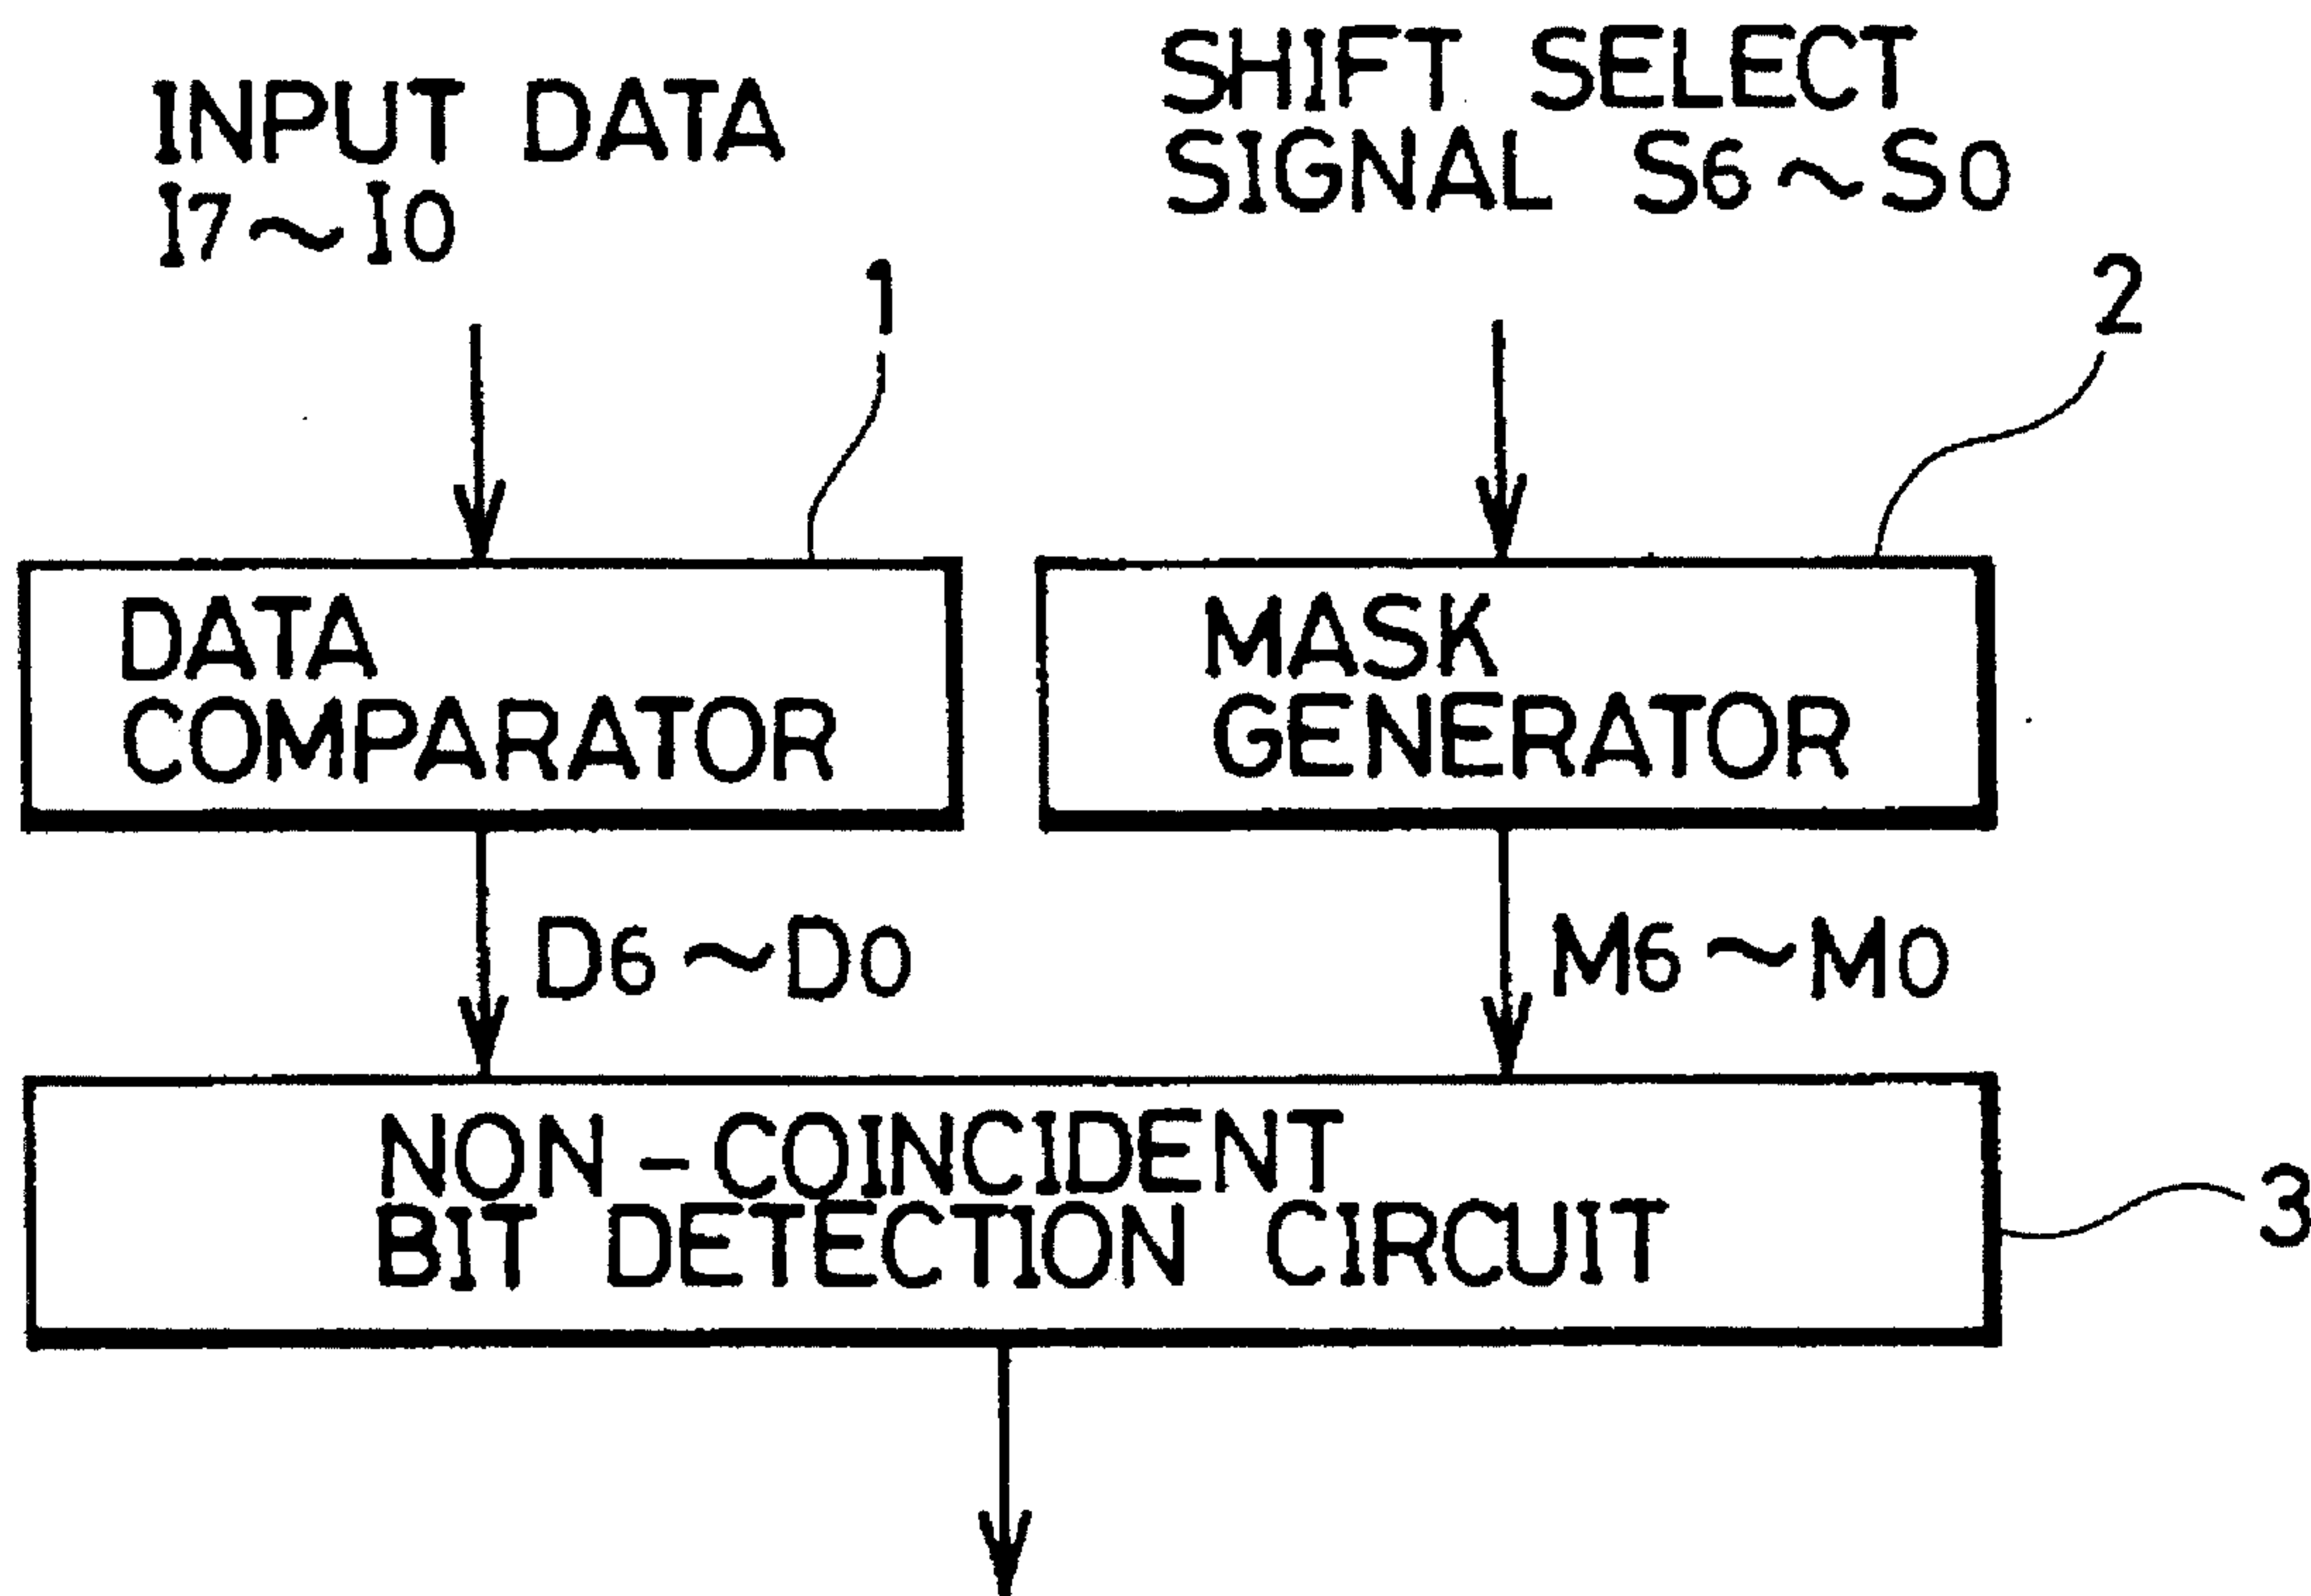 INPUT DATA
I7~I0
SHIFT SELECT
SIGNAL S6~S0
1
2
DATA
COMPARATOR
MASK
GENERATOR
D6~D0
M6~M0
NON-COINCIDENT
BIT DETECTION CIRCUIT
3